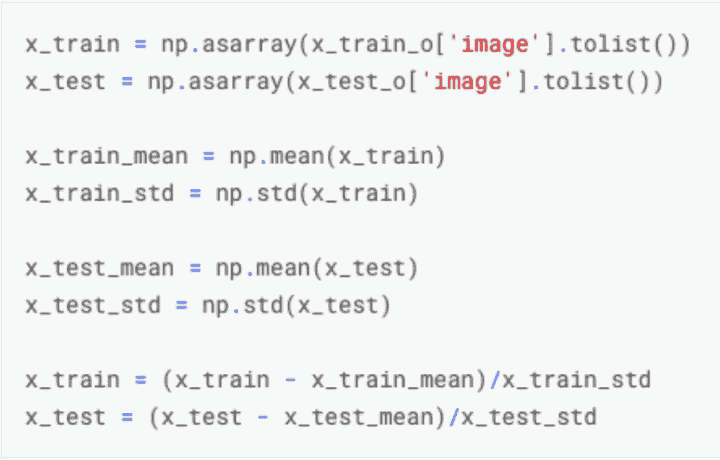 x_train = np.asarray(x_train_o['image'].tolist())
x_test = np.asarray(x_test_o['image'].tolist())
x_train_mean = np.mean(x_train)
x_train_std = np.std(x_train)
x_test_mean = np.mean(x_test)
x_test_std = np.std(x_test)
x_train = (x_train - x_train_mean)/x_train_std
x_test = (x_test - x_test_mean)/x_test_std